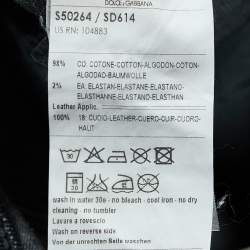 DOLCE & GABBANA
S50264 / SD614
US RN: 104883
98% CO: COTONE-COTTON-ALGODON-COTON-
ALGODAO-BAUMWOLLE
2% EA: ELASTAN-ELASTANE-ELASTANO-
ELASTHANNE-ELASTANO-ELASTHAN
Leather Applic.
100% 18: CUOIO-LEATHER-CUERO-CUIR-COURO-
HAUT
30
wash in water 30e - no bleach - cool iron - no dry
cleaning - no tumbler
Lavare a rovescio
Wash on reverse side
Von der unrechten Seite waschen